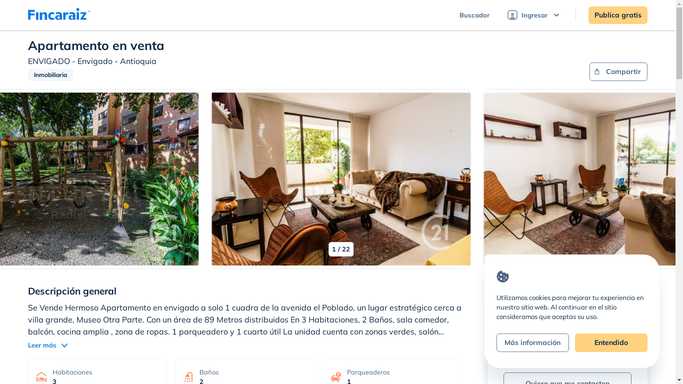 Fincaraiz
Buscador
Ingresar
Publica gratis
Apartamento en venta
ENVIGADO - Envigado - Antioquia
Inmobiliaria
Compartir
21
1 / 22
Descripción general
Se Vende Hermoso Apartamento en envigado a solo 1 cuadra de la avenida el Poblado, un lugar estratégico cerca a
villa grande, Museo Otra Parte. Con un área de 89 Metros distribuidos En 3 Habitaciones, 2 Baños, sala comedor,
balcón, cocina amplia , zona de ropas. 1 parqueadero y 1 cuarto útil La unidad cuenta con zonas verdes, salón...
Leer más
Habitaciones
3
Baños
2
Parqueaderos
1
Utilizamos cookies para mejorar tu experiencia en
nuestro sitio web. Al continuar en el sitio
consideramos que aceptas su uso.
Más información
Entendido
Quiero que me contacten